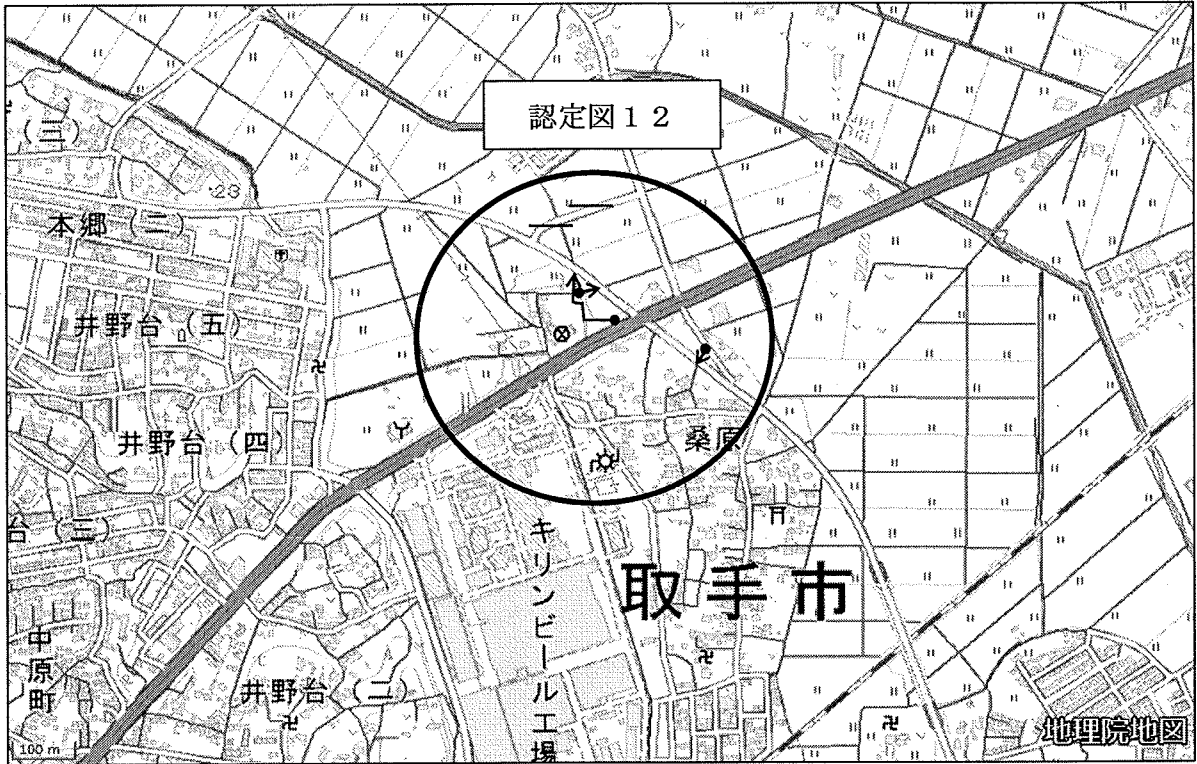 認定図12
(三)
23
本郷(二)
井野台(五)
井野台(四)
台(三)
桑原
キリンビール工場
取手市
中原町
井野台(二)
100 m
地理院地図